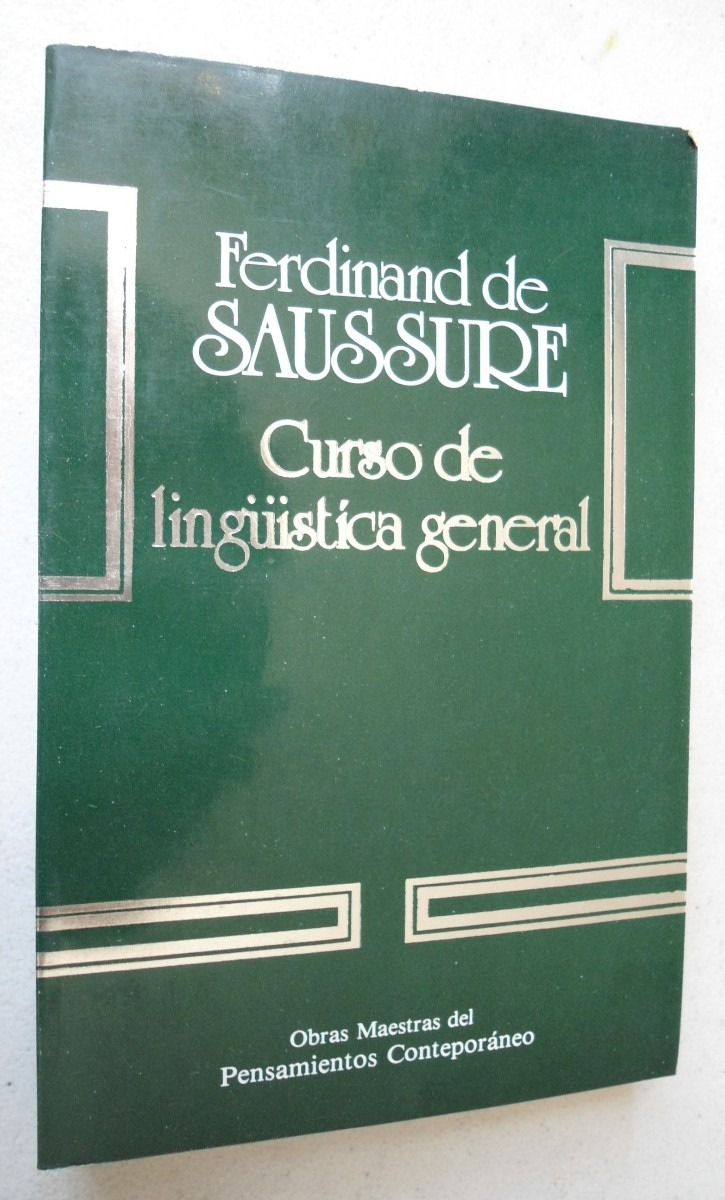 Ferdinand de
SAUSSURE
Curso de
lingüística general
Obras Maestras del
Pensamientos Conteporáneo